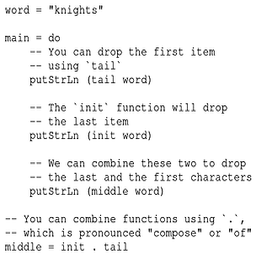 word = "knights"

main = do
    -- You can drop the first item
    -- using `tail`
    putStrLn (tail word)

    -- The `init` function will drop
    -- the last item
    putStrLn (init word)

    -- We can combine these two to drop
    -- the last and the first characters
    putStrLn (middle word)

-- You can combine functions using `.`,
-- which is pronounced "compose" or "of"
middle = init . tail